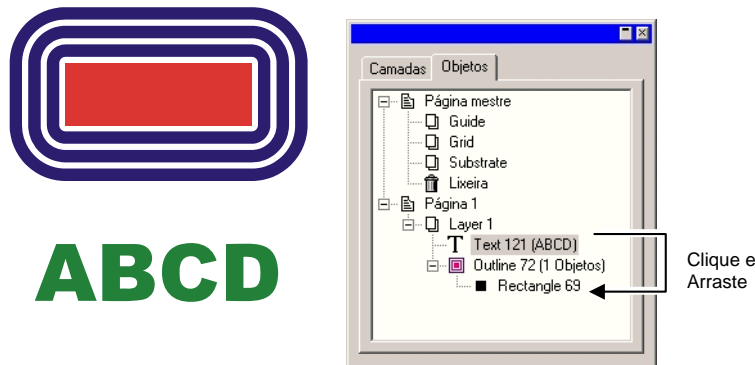 ABCD
Camadas
Objetos
Página mestre
Guide
Grid
Substrate
Lixeira
Página 1
Layer 1
Text 121 (ABCD)
Outline 72 (1 Objetos)
Rectangle 69
Clique e
Arraste